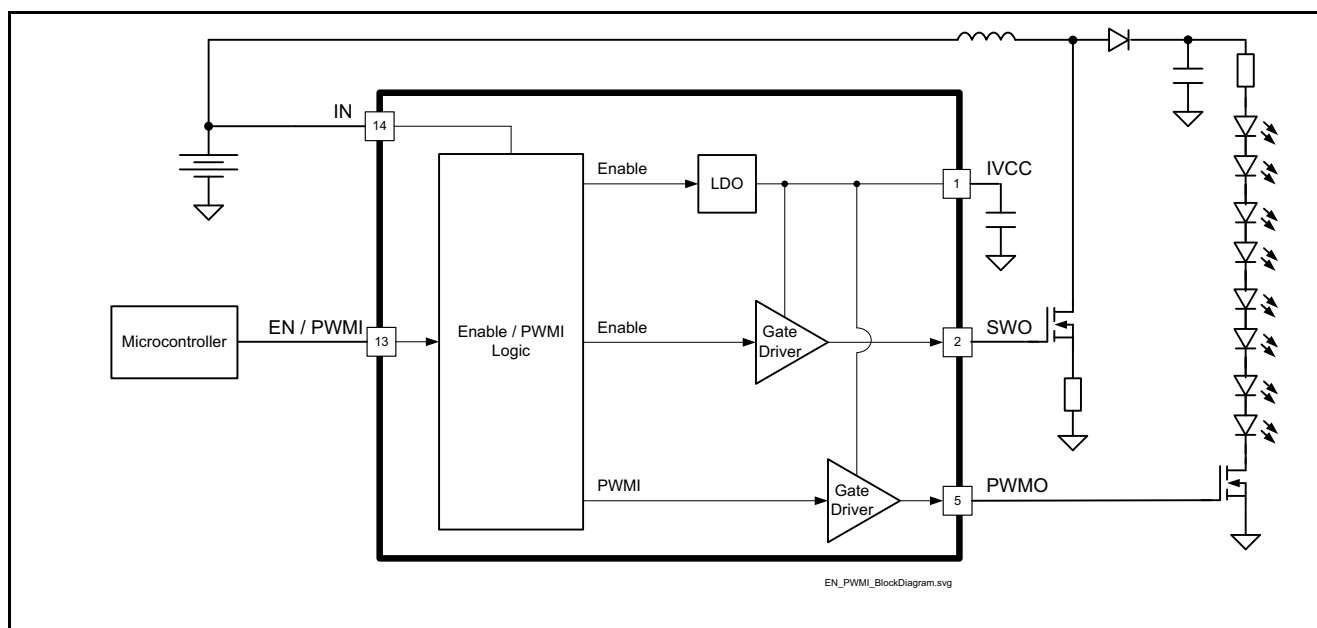 IN
14
Enable
LDO
1
IVCC
Microcontroller
EN / PWMI
13
Enable / PWMI
Logic
Enable
Gate
Driver
2
SWO
PWMI
Gate
Driver
5
PWMO
EN_PWMI_BlockDiagram.svg